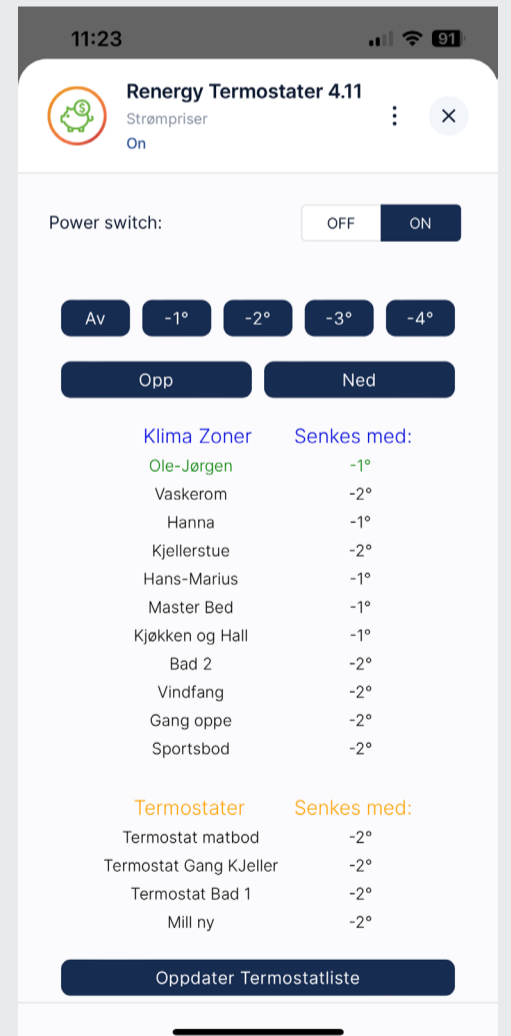 11:23
91
Renergy Termostater 4.11
Strømpriser
On
Power switch: OFF ON
Av -1° -2° -3° -4°
Opp Ned
Klima Zoner Senkes med:
Ole-Jørgen -1°
Vaskerom -2°
Hanna -1°
Kjellerstue -2°
Hans-Marius -1°
Master Bed -1°
Kjøkken og Hall -1°
Bad 2 -2°
Vindfang -2°
Gang oppe -2°
Sportsbod -2°
Termostater Senkes med:
Termostat matbod -2°
Termostat Gang KJeller -2°
Termostat Bad 1 -2°
Mill ny -2°
Oppdater Termostatliste